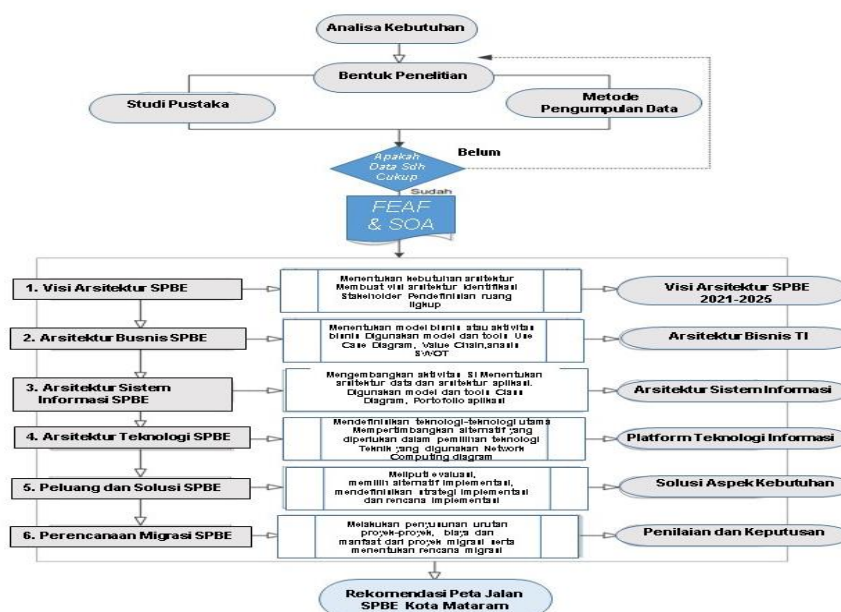 Analisa Kebutuhan
Bentuk Penelitian
Studi Pustaka
Metode
Pengumpulan Data
Apakah
Data Sdh
Cukup
Belum
Sudah
FEAF
& SOA
1. Visi Arsitektur SPBE
Menentukan kebutuhan arsitektur
Membuat visi arsitektur Identifikasi
Stakeholder Pendefinisian ruang
ligkup
Visi Arsitektur SPBE
2021-2025
2. Arsitektur Busnis SPBE
Menentukan model bisnis atau aktivitas
bisnis Digunakan model dan tools Use
Case Diagram, Value Chain,analis
SWOT
Arsitektur Bisnis TI
3. Arsitektur Sistem
Informasi SPBE
Mengembangkan aktivitas SI Menentukan
arsitektur data dan arsitektur aplikasi.
Digunakan model dan tools Class
Diagram, Portofolio aplikasi
Arsitektur Sistem Informasi
4. Arsitektur Teknologi SPBE
Mendefinisikan teknologi-teknologi utama
Mempertimbangkan alternatif yang
diperlukan dalam pemilihan teknologi
Teknik yang digunakan Network
Computing diagram
Platform Teknologi Informasi
5. Peluang dan Solusi SPBE
Meliputi evaluasi,
memilih alternatif implementasi,
mendefinisikan strategi implementasi
dan rencana implementasi
Solusi Aspek Kebutuhan
6. Perencanaan Migrasi SPBE
Melakukan penyusunan urutan
proyek-proyek, biaya dan
manfaat dari proyek migrasi serta
menentukan rencana migrasi
Penilaian dan Keputusan
Rekomendasi Peta Jalan
SPBE Kota Mataram